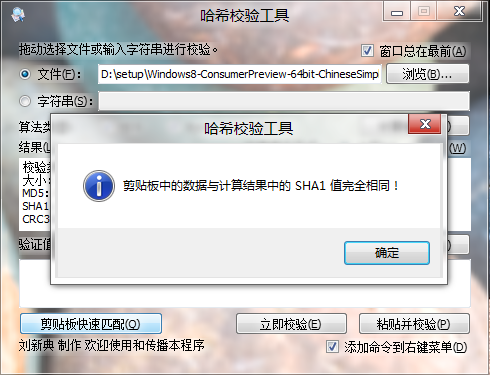 哈希校验工具
拖动选择文件或输入字符串进行校验。
窗口总在最前(A)
文件(F):
D:\setup\Windows8-ConsumerPreview-64bit-ChineseSimp
浏览(B)...
字符串(S):
算法类
结果(
(W)
校验
大小:
MD5:
SHA1
CRC3
验证值
哈希校验工具
剪贴板中的数据与计算结果中的 SHA1 值完全相同！
确定
剪贴板快速匹配(Q)
立即校验(E)
粘贴并校验(P)
刘新典 制作 欢迎使用和传播本程序
添加命令到右键菜单(D)